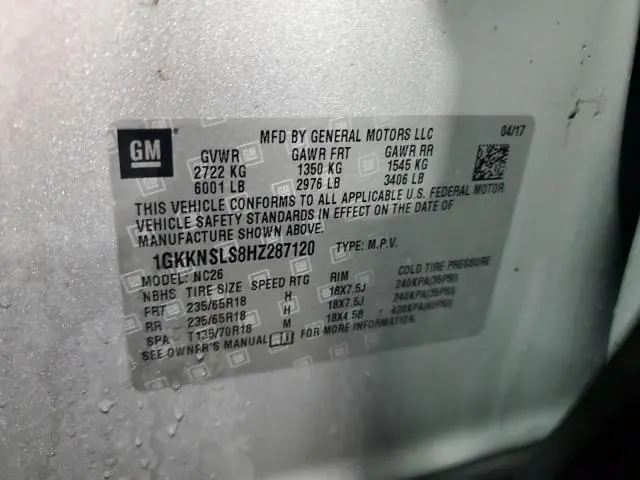 GM
MFD BY GENERAL MOTORS LLC 04/17
GVWR GAWR FRT GAWR RR
2722 KG 1350 KG 1545 KG
6001 LB 2976 LB 3406 LB
THIS VEHICLE CONFORMS TO ALL APPLICABLE U.S. FEDERAL MOTOR
VEHICLE SAFETY STANDARDS IN EFFECT ON THE DATE OF
MANUFACTURE SHOWN ABOVE.
1GKKNSLS8HZ287120 TYPE: M.P.V.
MODEL: NC26
NBHS TIRE SIZE SPEED RTG RIM COLD TIRE PRESSURE
FRT 235/65R18 H 18X7.5J 240KPA(35PSI)
RR 235/65R18 H 18X7.5J 240KPA(35PSI)
SPA T135/70R18 M 18X4.5B 420KPA(60PSI)
SEE OWNER'S MANUAL FOR MORE INFORMATION.